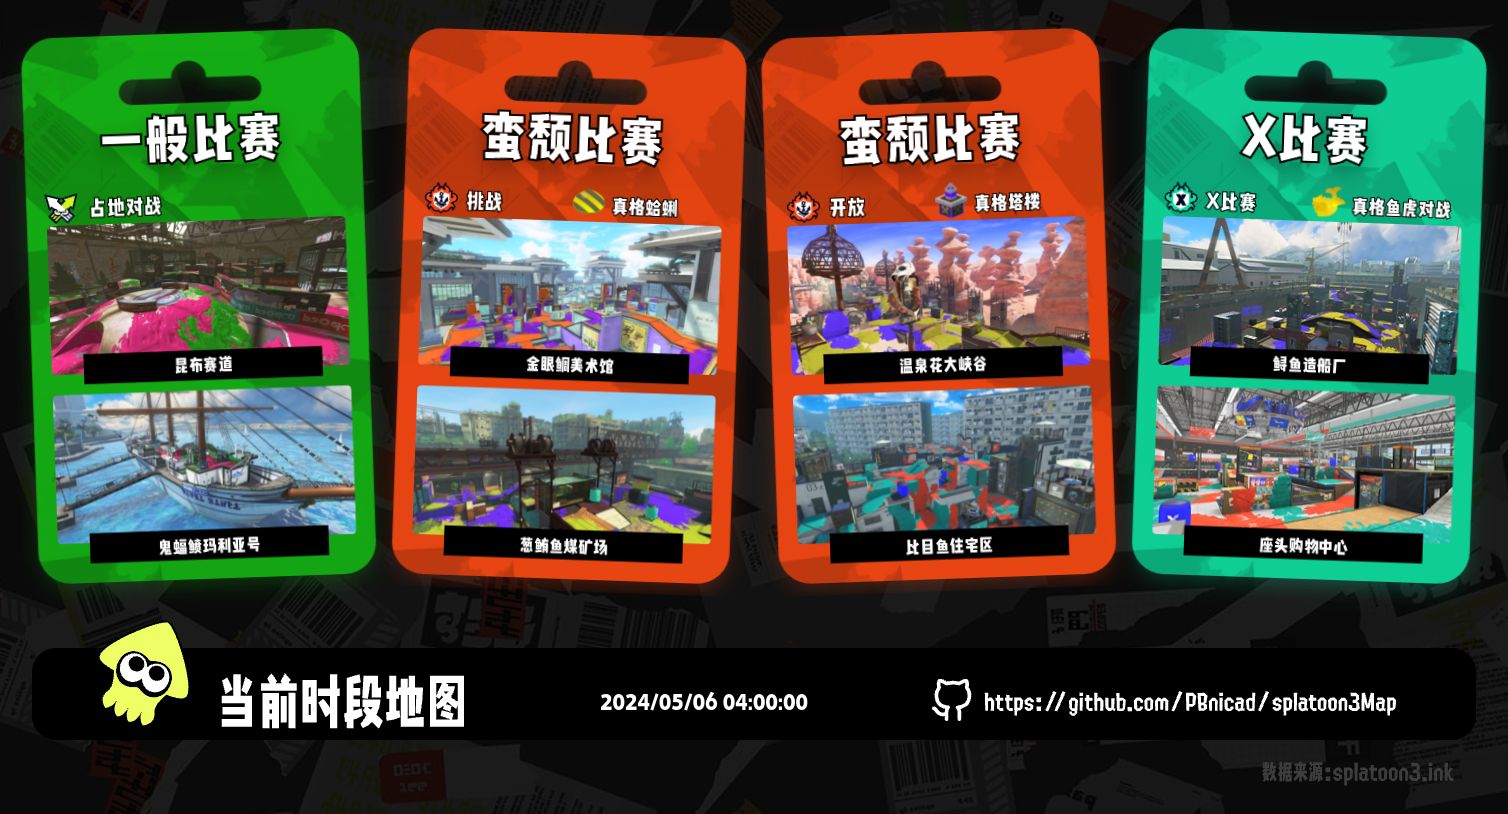 一般比赛
占地对战
昆布赛道
鬼蝠鲼玛利亚号
蛮颓比赛
挑战
真格蛤蜊
金眼鲷美术馆
葱鲔鱼煤矿场
蛮颓比赛
开放
真格塔楼
温泉花大峡谷
比目鱼住宅区
X比赛
X比赛
真格鱼虎对战
鲟鱼造船厂
座头购物中心
当前时段地图
2024/05/06 04:00:00
https://github.com/PBnicad/splatoon3Map
数据来源:splatoon3.ink